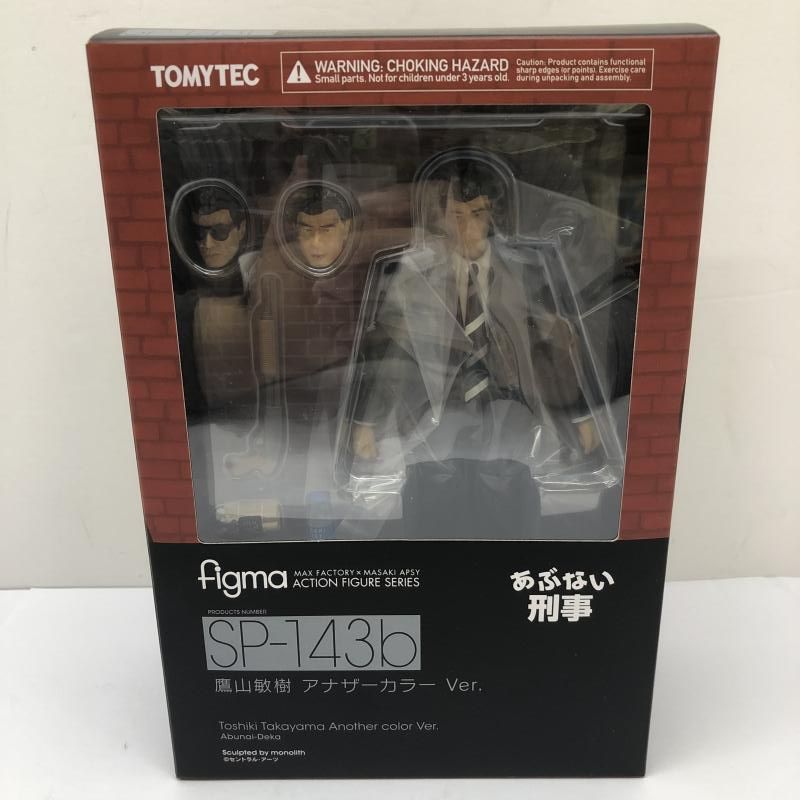 TOMYTEC
WARNING: CHOKING HAZARD
Small parts. Not for children under 3 years old.
Caution: Product contains functional
sharp edges (or points). Exercise care
during unpacking and assembly.
figma
MAX FACTORY × MASAKI APSY
ACTION FIGURE SERIES
あぶない
刑事
PRODUCTS NUMBER
SP-143b
鷹山敏樹 アナザーカラー Ver.
Toshiki Takayama Another color Ver.
Abunai-Deka
Sculpted by monolith
©セントラル・アーツ